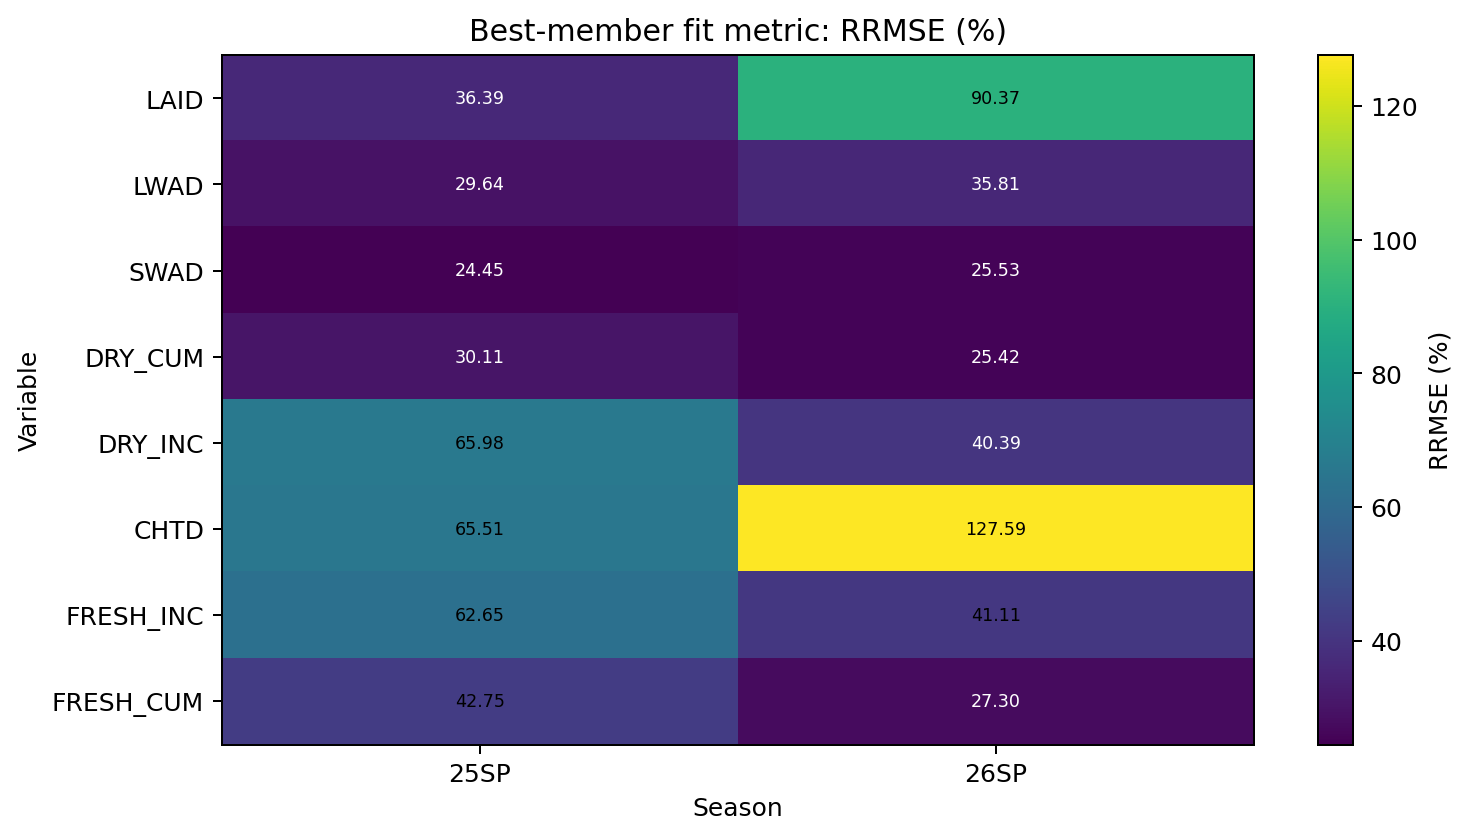 Best-member fit metric: RRMSE (%)
Variable
LAID 36.39 90.37
LWAD 29.64 35.81
SWAD 24.45 25.53
DRY_CUM 30.11 25.42
DRY_INC 65.98 40.39
CHTD 65.51 127.59
FRESH_INC 62.65 41.11
FRESH_CUM 42.75 27.30
25SP 26SP
Season
120
100
80
60
40
RRMSE (%)